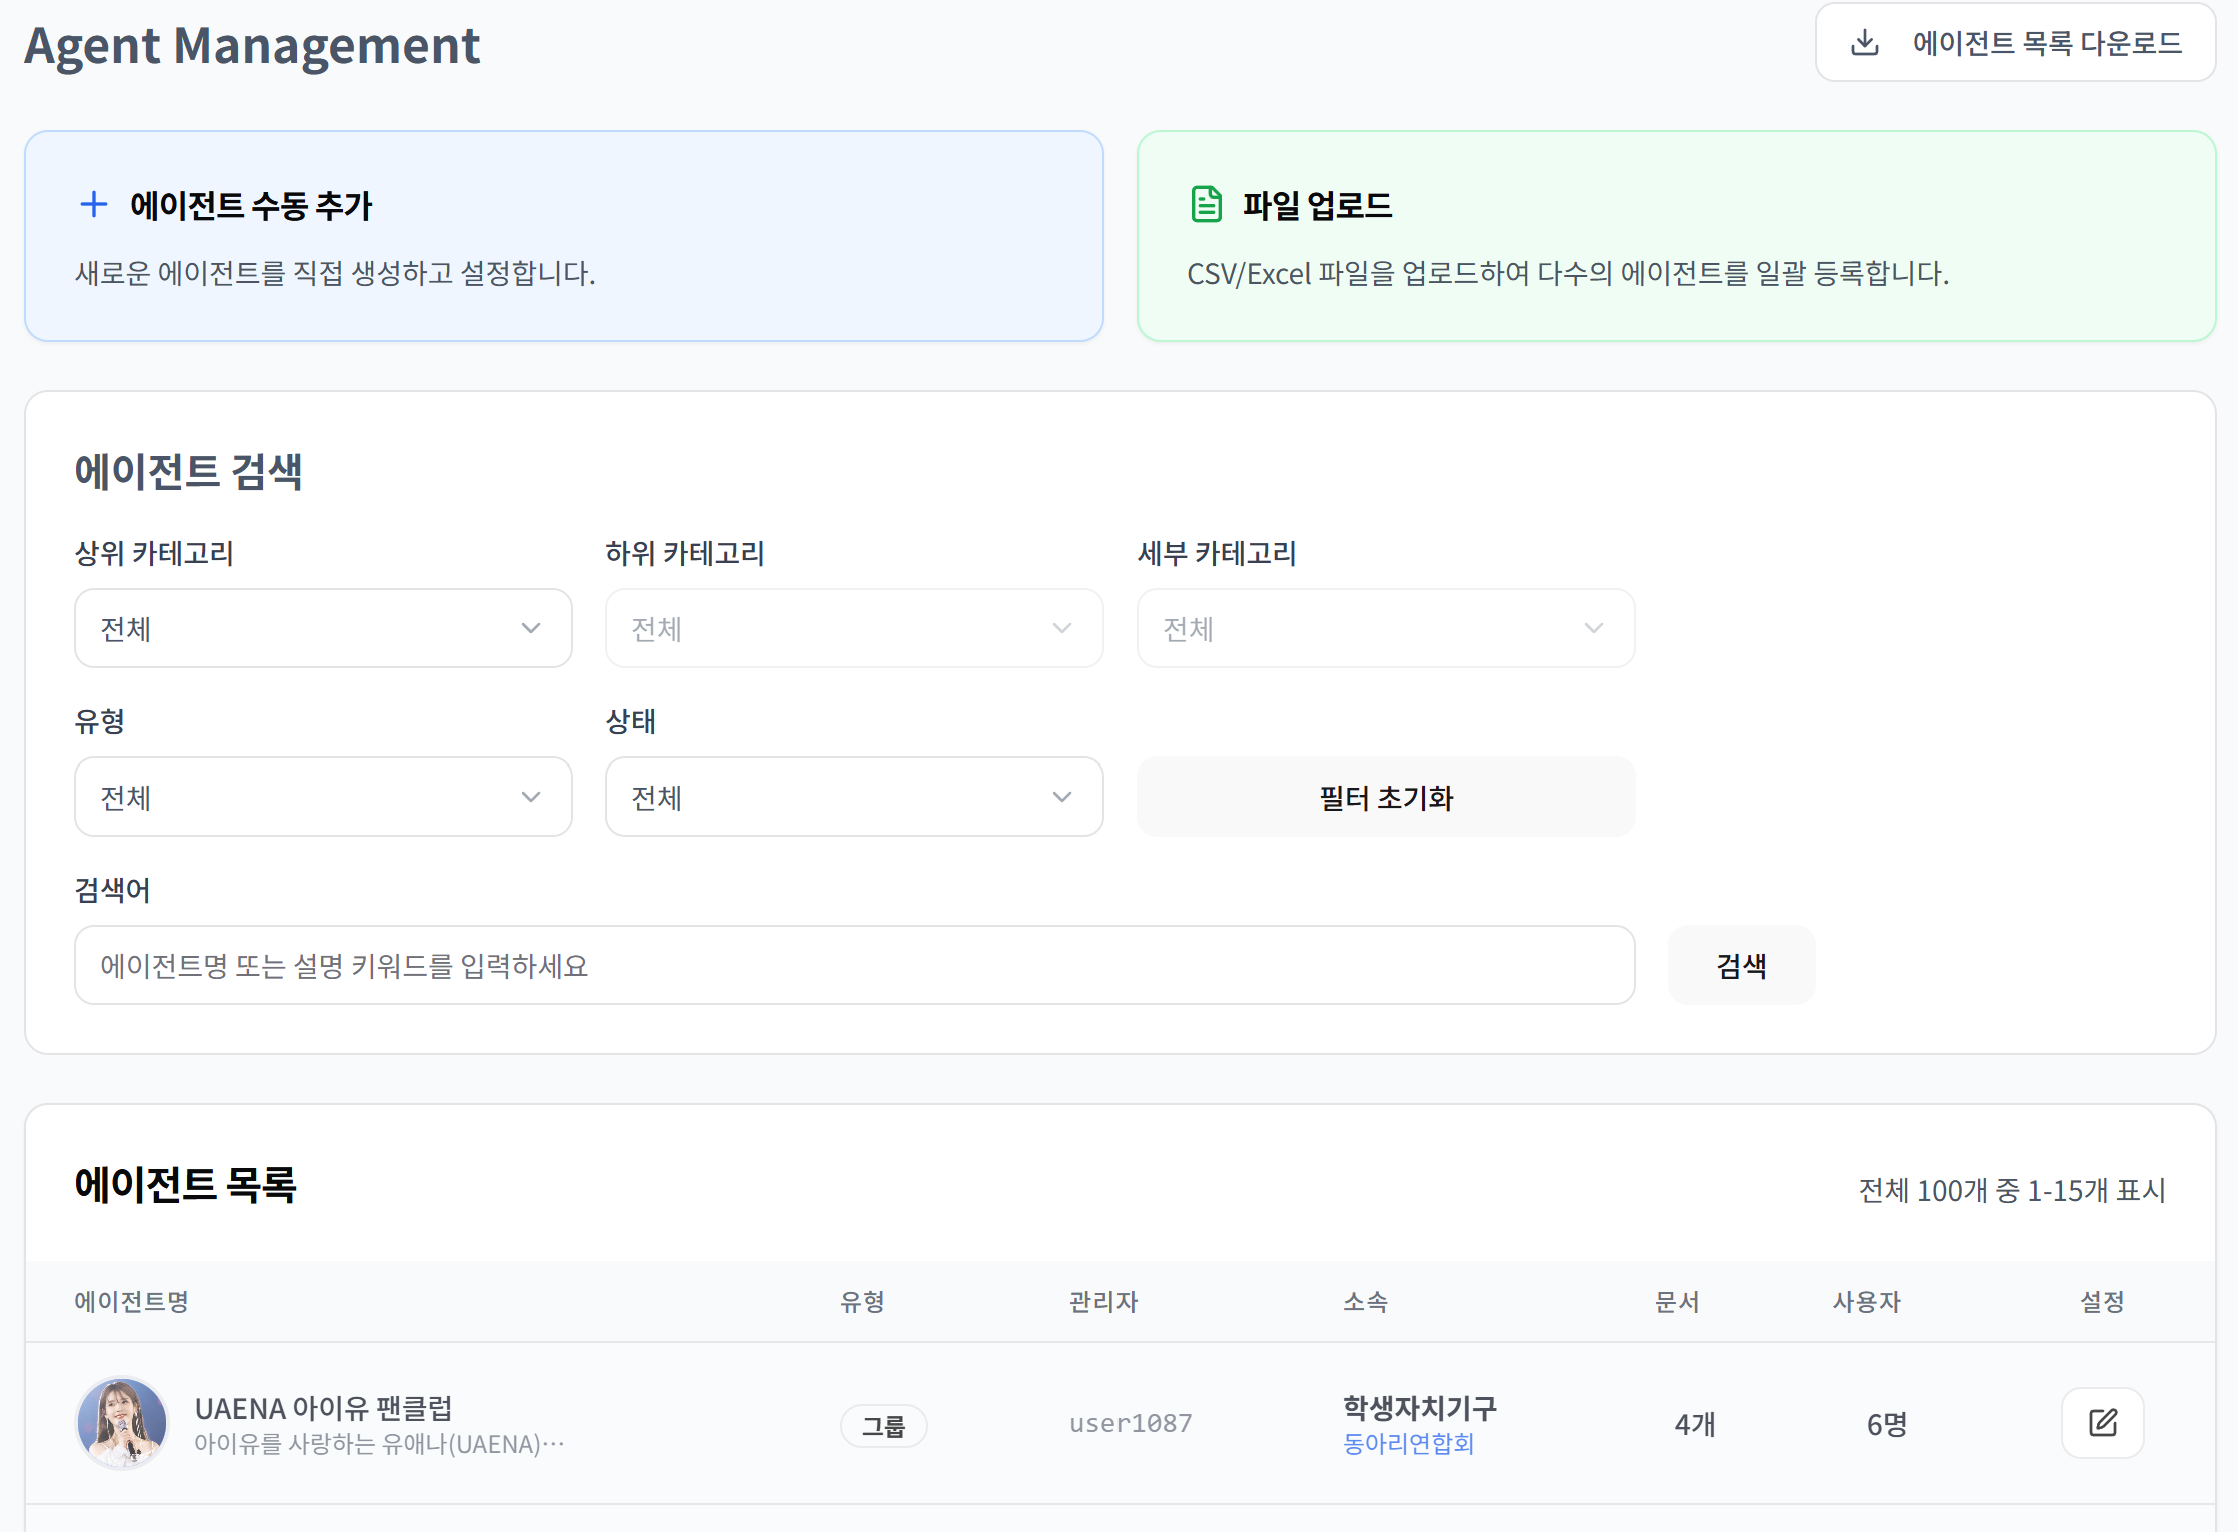 Agent Management
에이전트 목록 다운로드
에이전트 수동 추가
새로운 에이전트를 직접 생성하고 설정합니다.
파일 업로드
CSV/Excel 파일을 업로드하여 다수의 에이전트를 일괄 등록합니다.
에이전트 검색
상위 카테고리 하위 카테고리 세부 카테고리
전체 전체 전체
유형 상태
전체 전체 필터 초기화
검색어
에이전트명 또는 설명 키워드를 입력하세요 검색
에이전트 목록
전체 100개 중 1-15개 표시
에이전트명 유형 관리자 소속 문서 사용자 설정
UAENA 아이유 팬클럽
아이유를 사랑하는 유애나(UAENA)…
그룹
user1087
학생자치기구
동아리연합회
4개
6명